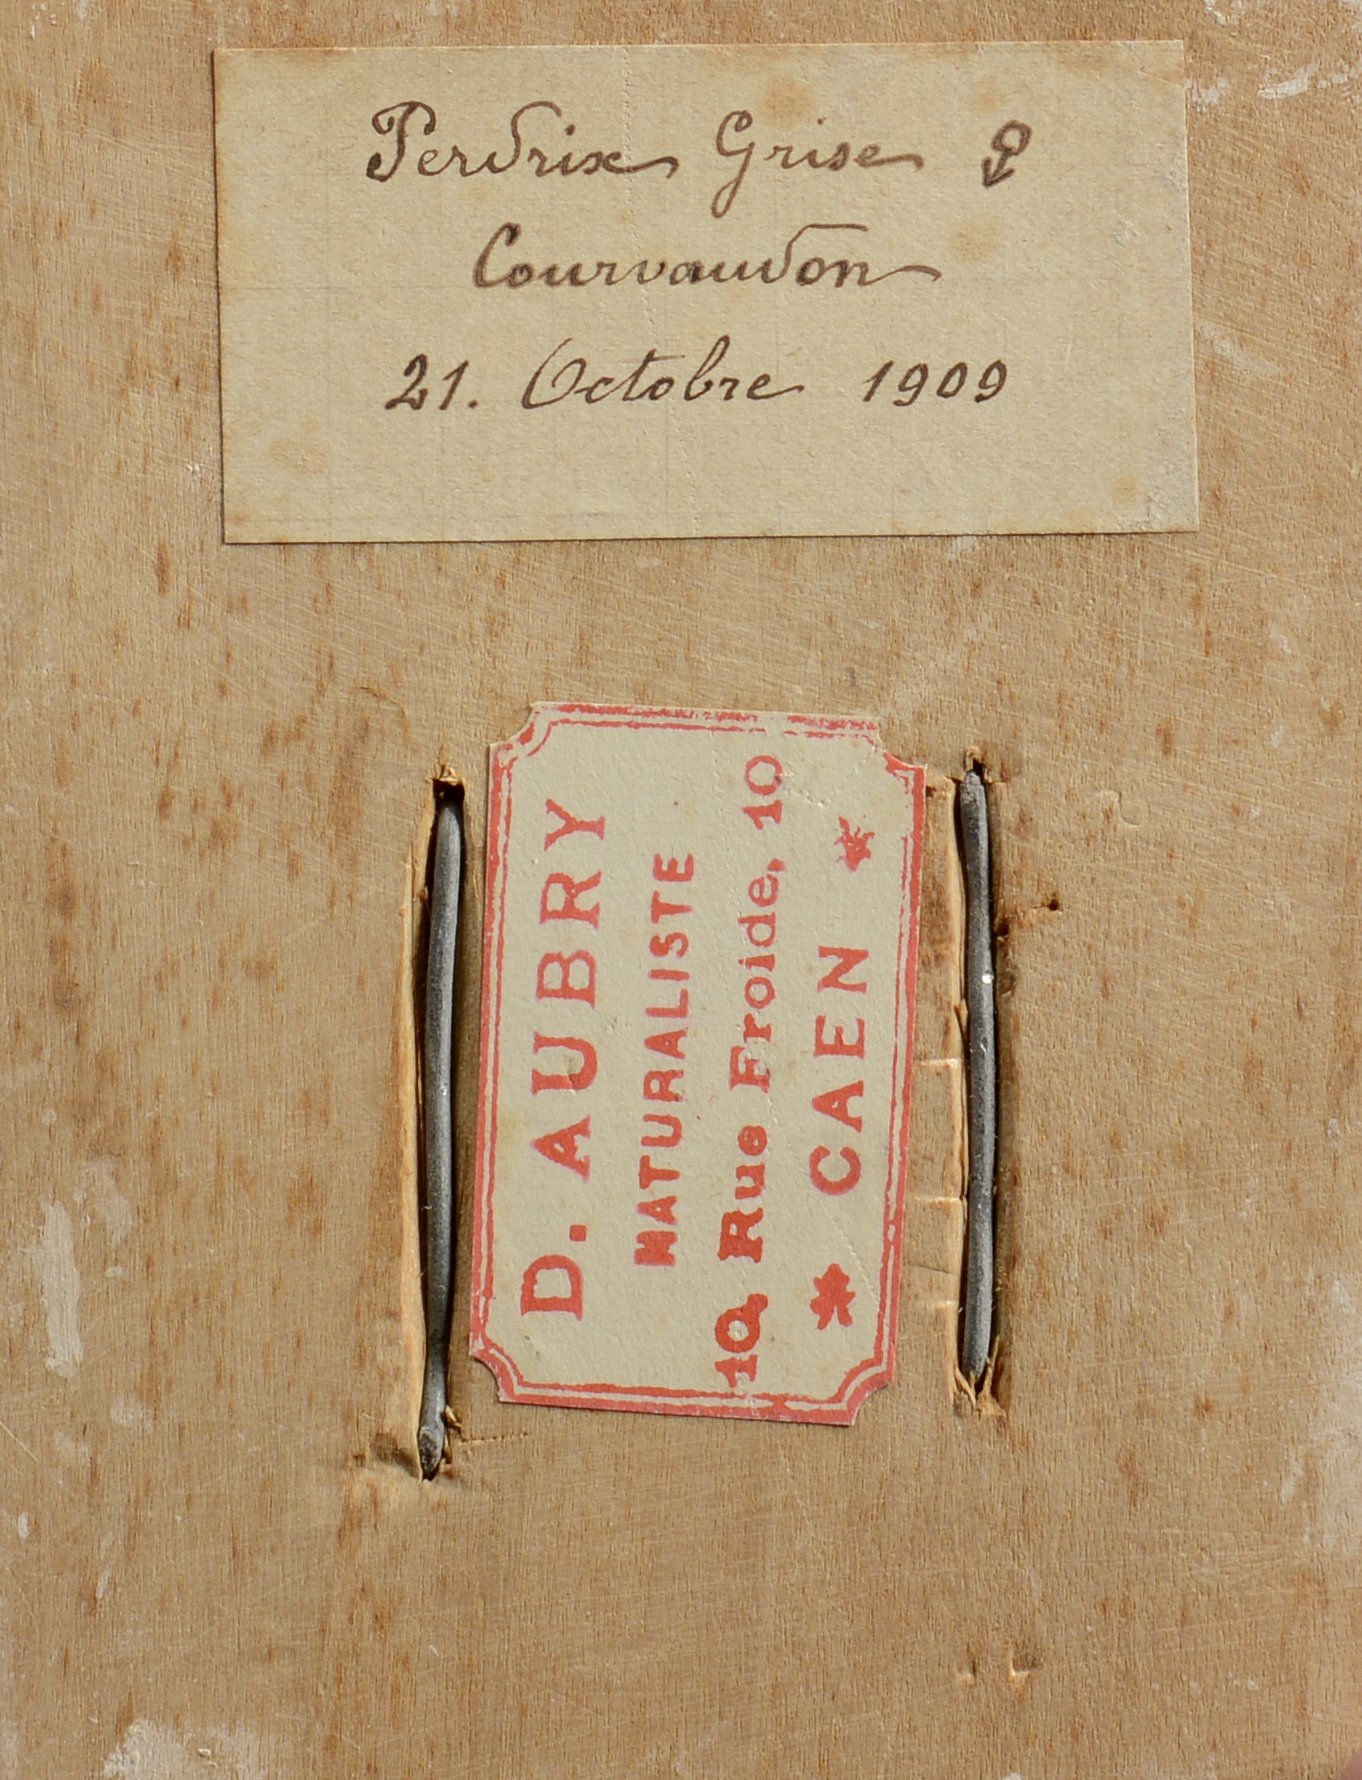 Perdrix Grise ♂
Courvaudon
21. Octobre 1909
D. AUBRY
NATURALISTE
10, Rue Froide, 10
* CAEN *